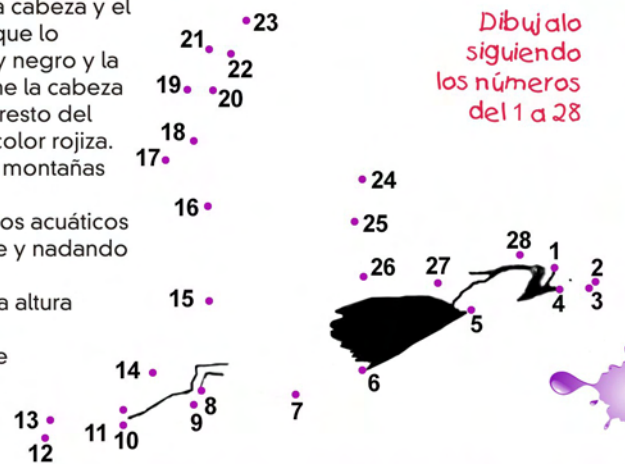 a cabeza y el
que lo
y negro y la
ne la cabeza
resto del
color rojiza.
montañas
os acuáticos
e y nadando
a altura
e
Dibujalo
siguiendo
los números
del 1 a 28
23
21
22
19
20
18
17
16
15
14
13
12
11
10
9
8
7
24
25
26
27
28
1
2
3
4
5
6